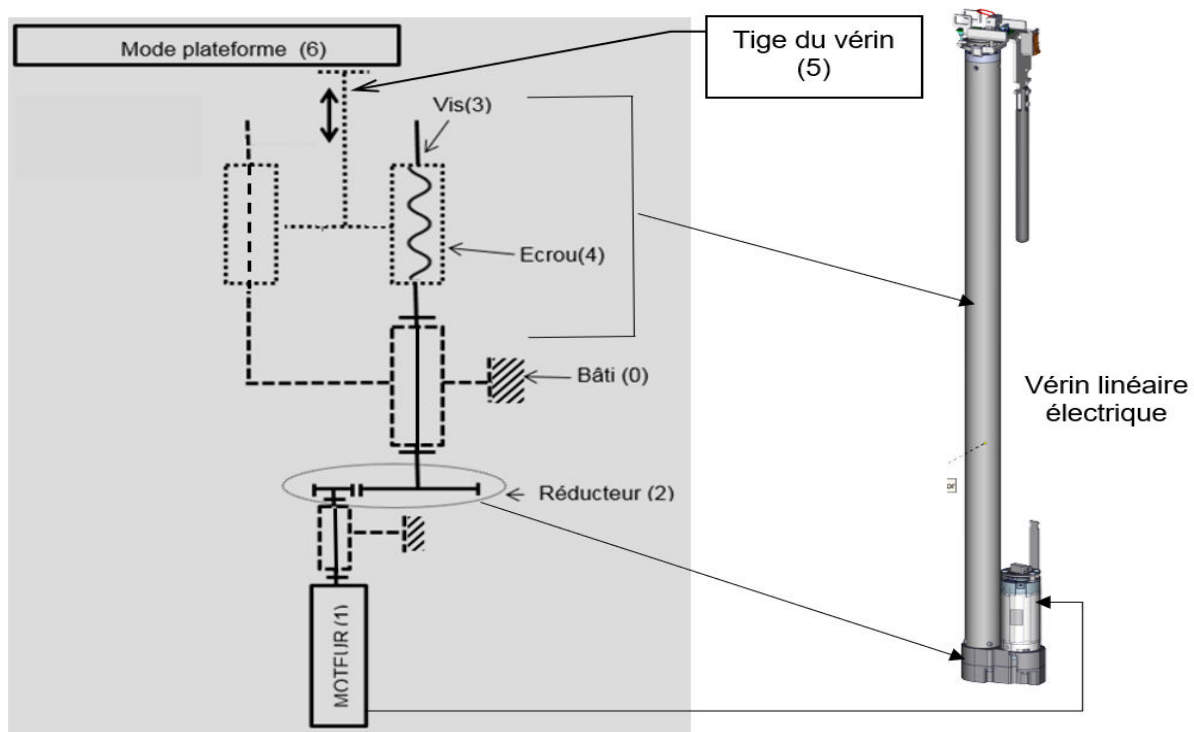 Mode plateforme (6)
Tige du vérin
(5)
Vis(3)
Ecrou(4)
Bâti (0)
Vérin linéaire
électrique
Réducteur (2)
MOTEUR (1)
or